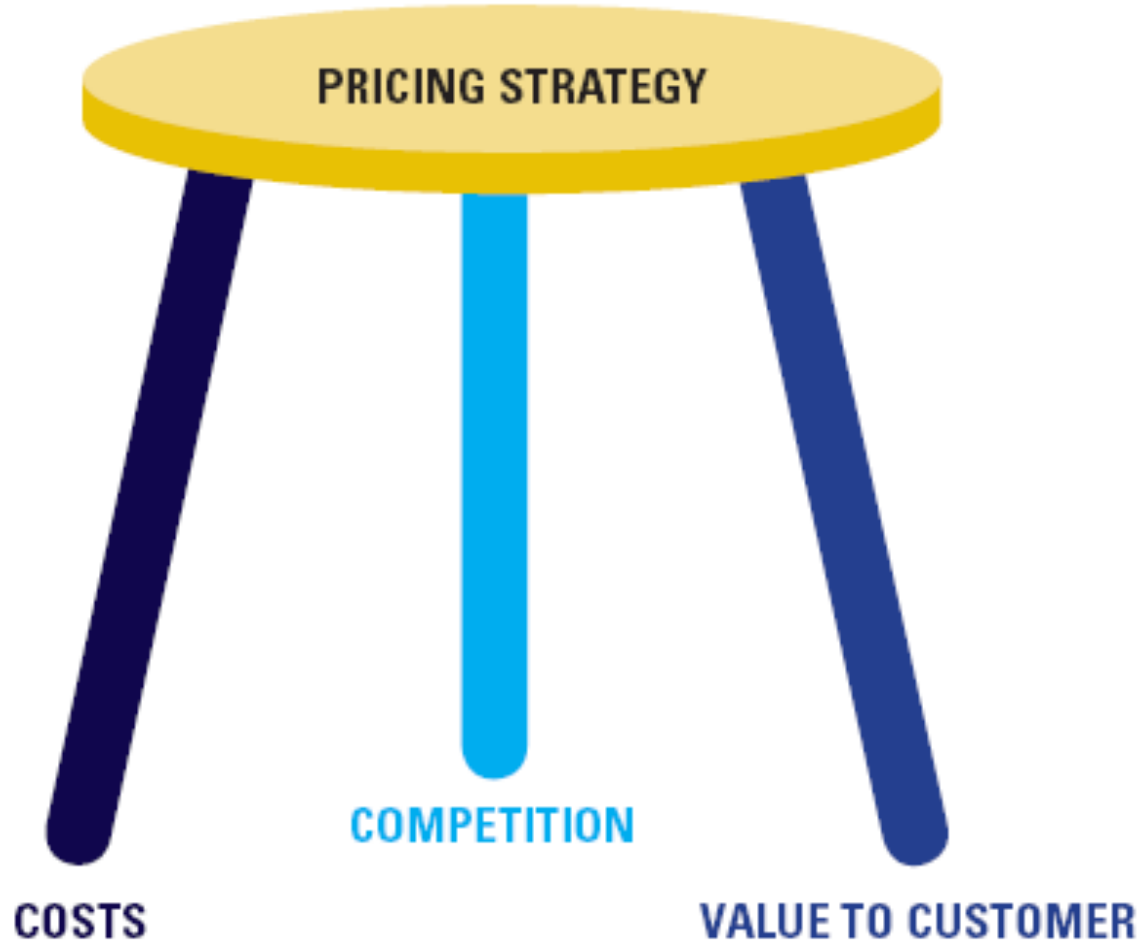 PRICING STRATEGY
COMPETITION
COSTS
VALUE TO CUSTOMER